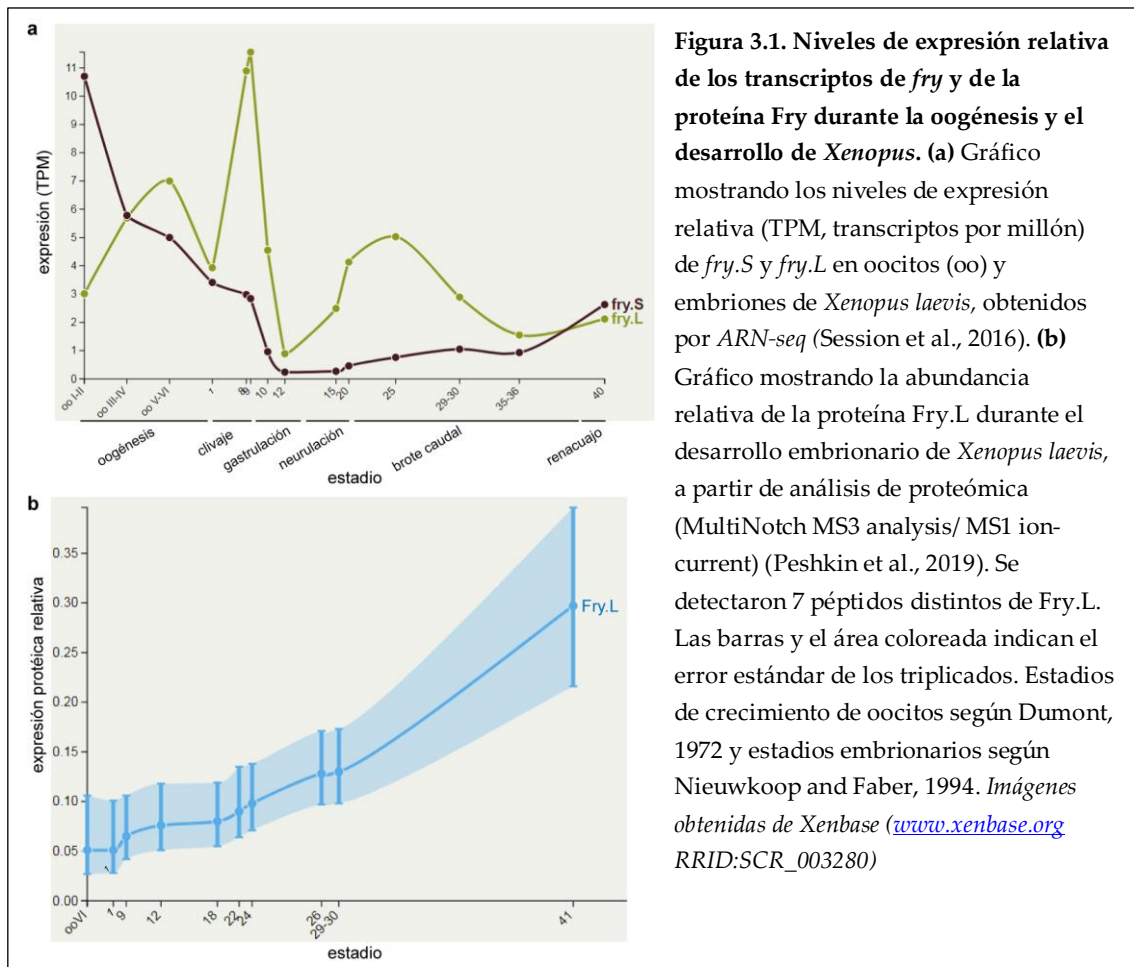 a
expresión (TPM)
11
10
9
8
7
6
5
4
3
2
1
0
fry.S
fry.L
oo I-II
oo III-IV
oo V-VI
1
8
9
10
12
15
20
25
29-30
35-36
40
oogénesis
clivaje
gastrulación
neurulación
brote caudal
renacuajo
estadio
b
expresión protéica relativa
0.35
0.30
0.25
0.20
0.15
0.10
0.05
0.00
Fry.L
ooVI
1
9
12
18
22
24
26
29-30
41
estadio
Figura 3.1. Niveles de expresión relativa
de los transcriptos de fry y de la
proteína Fry durante la oogénesis y el
desarrollo de Xenopus. (a) Gráfico
mostrando los niveles de expresión
relativa (TPM, transcriptos por millón)
de fry.S y fry.L en oocitos (oo) y
embriones de Xenopus laevis, obtenidos
por ARN-seq (Session et al., 2016). (b)
Gráfico mostrando la abundancia
relativa de la proteína Fry.L durante el
desarrollo embrionario de Xenopus laevis,
a partir de análisis de proteómica
(MultiNotch MS3 analysis/ MS1 ion-
current) (Peshkin et al., 2019). Se
detectaron 7 péptidos distintos de Fry.L.
Las barras y el área coloreada indican el
error estándar de los triplicados. Estadios
de crecimiento de oocitos según Dumont,
1972 y estadios embrionarios según
Nieuwkoop and Faber, 1994. Imágenes
obtenidas de Xenbase (www.xenbase.org
RRID:SCR_003280)